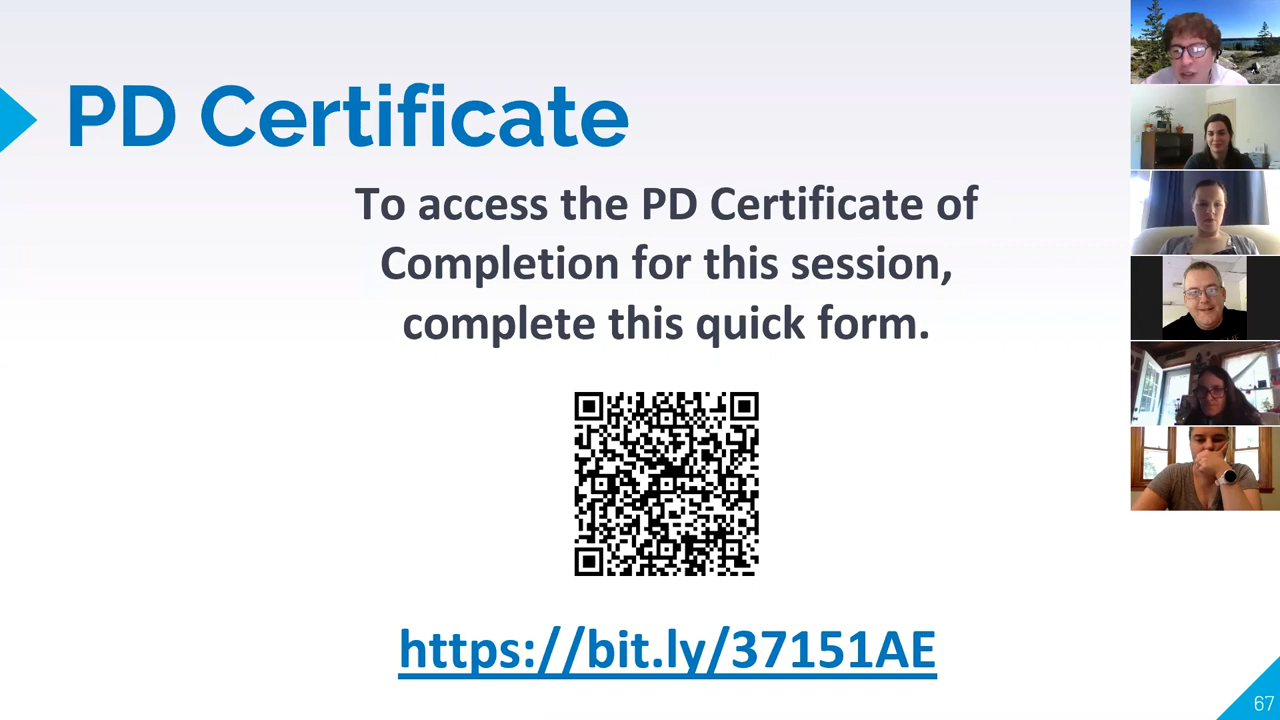 PD Certificate
To access the PD Certificate of
Completion for this session,
complete this quick form.
https://bit.ly/37151AE
67